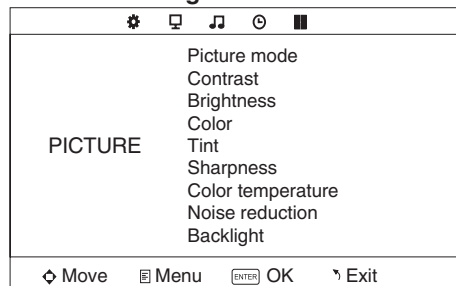 Picture mode
Contrast
Brightness
Color
PICTURE
Tint
Sharpness
Color temperature
Noise reduction
Backlight
Move Menu ENTER OK Exit